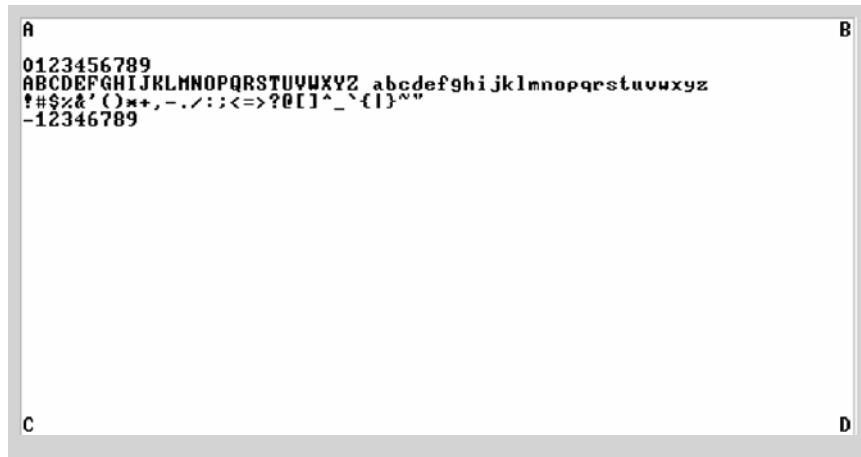 A B
0123456789
ABCDEFGHIJKLMNOPQRSTUVWXYZ abcdefghijklmnopqrstuvwxyz
!#$%&'()*+,-./:;<=>?@[]^_`{|}~"
-12346789
C D